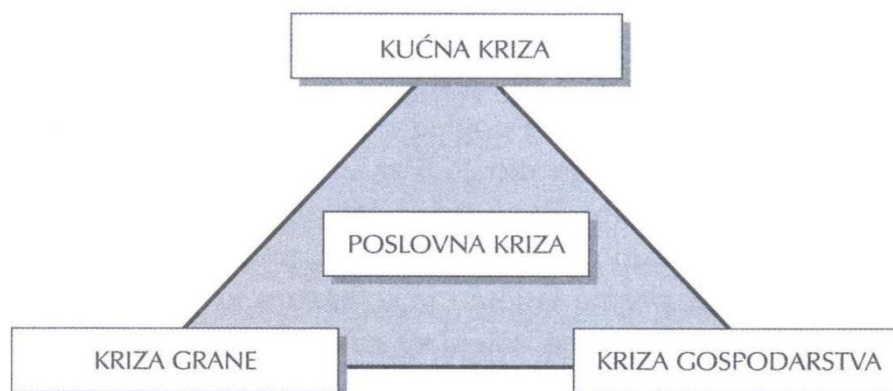 KUĆNA KRIZA
POSLOVNA KRIZA
KRIZA GRANE
KRIZA GOSPODARSTVA